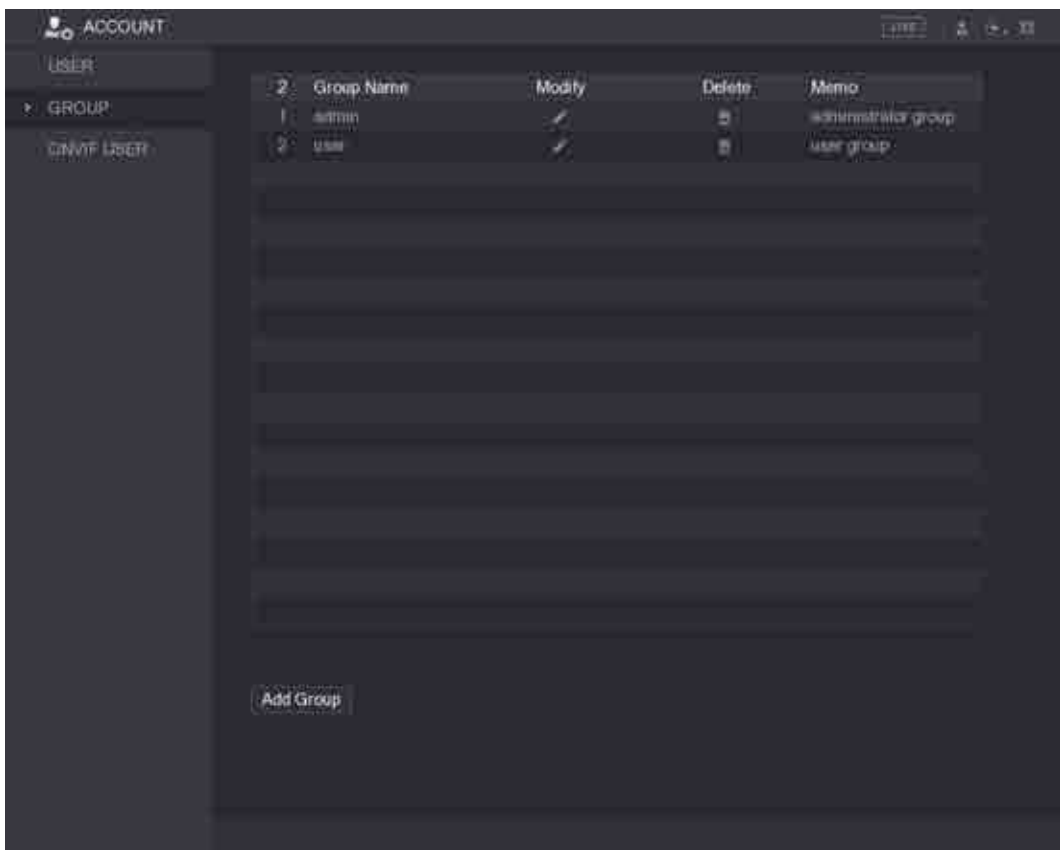 ACCOUNT
LIVE
USER
2 Group Name Modify Delete Memo
GROUP
1 admin administrator group
ONVIF USER
2 user user group
Add Group